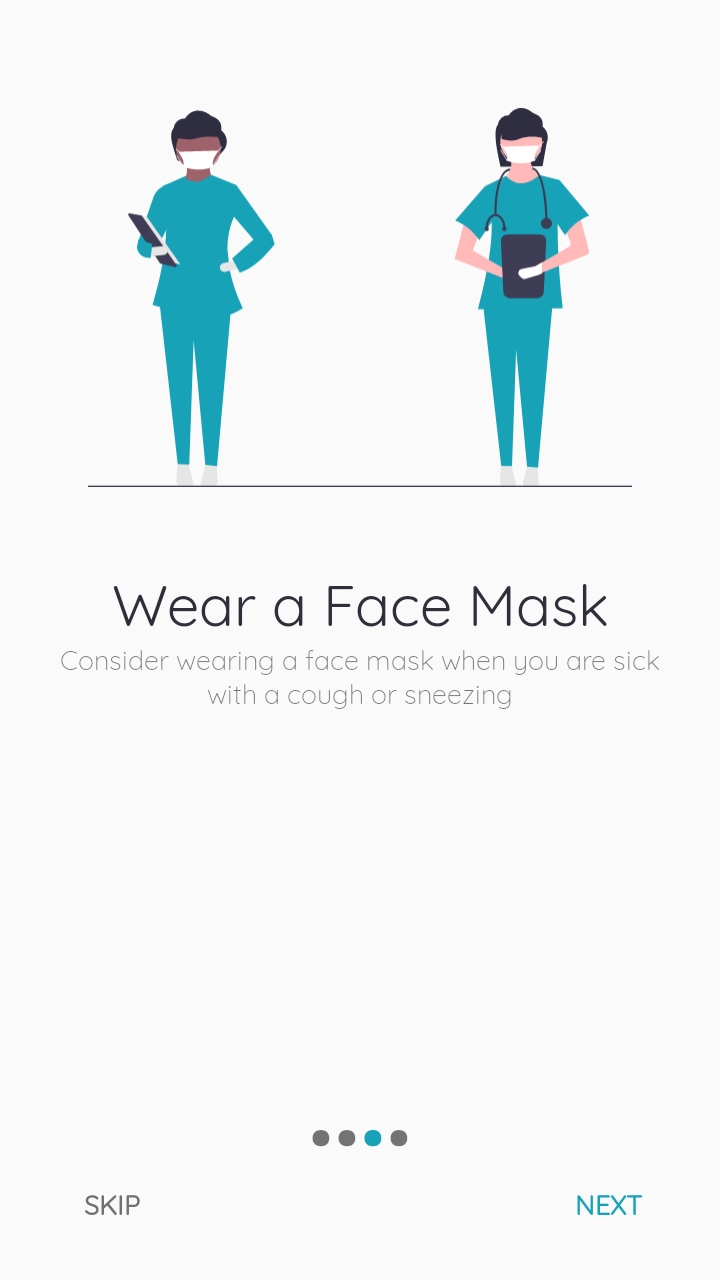 Wear a Face Mask
Consider wearing a face mask when you are sick
with a cough or sneezing
SKIP
NEXT